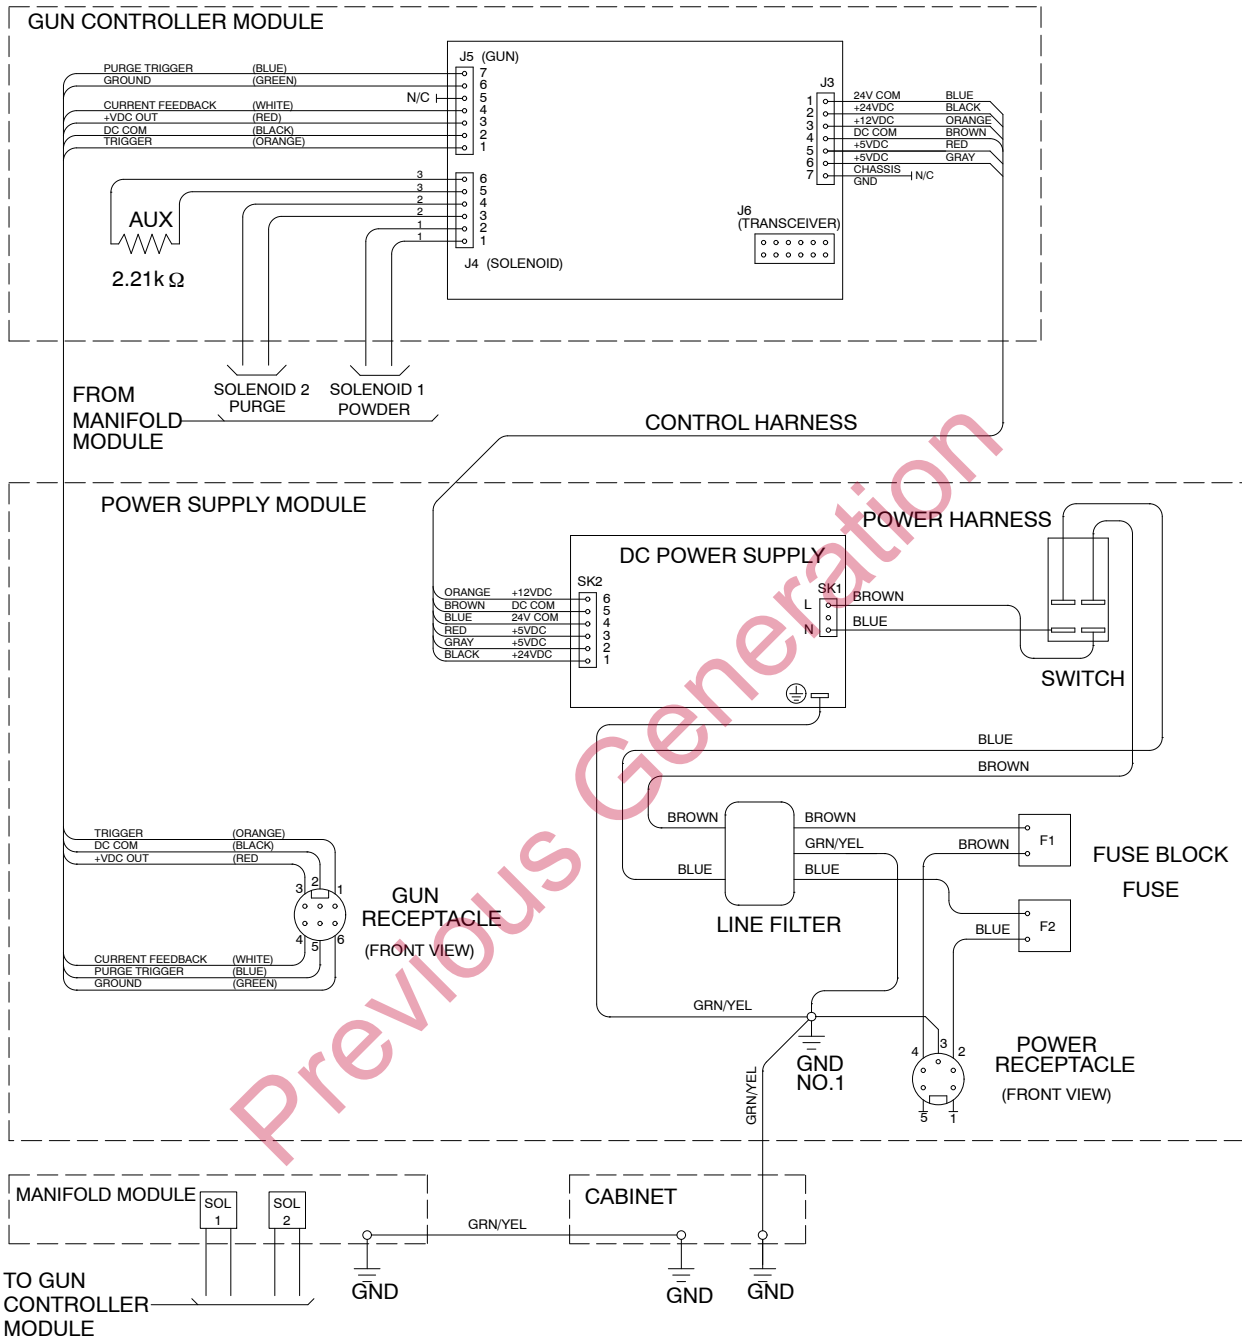 GUN CONTROLLER MODULE
J5 (GUN)
PURGE TRIGGER (BLUE) 7
GROUND (GREEN) 6
N/C 5
CURRENT FEEDBACK (WHITE) 4
+VDC OUT (RED) 3
DC COM (BLACK) 2
TRIGGER (ORANGE) 1
J3
1 24V COM BLUE
2 +24VDC BLACK
3 +12VDC ORANGE
4 DC COM BROWN
5 +5VDC RED
6 +5VDC GRAY
7 CHASSIS GND N/C
3 6
3 5
2 4
2 3
1 2
1 1
J4 (SOLENOID)
AUX
2.21k Ω
J6
(TRANSCEIVER)
SOLENOID 2
PURGE
SOLENOID 1
POWDER
FROM
MANIFOLD
MODULE
CONTROL HARNESS
POWER SUPPLY MODULE
POWER HARNESS
DC POWER SUPPLY
SK2
ORANGE +12VDC 6
BROWN DC COM 5
BLUE 24V COM 4
RED +5VDC 3
GRAY +5VDC 2
BLACK +24VDC 1
SK1
L BROWN
N BLUE
SWITCH
BLUE
BROWN
BROWN
BLUE
LINE FILTER
BROWN
GRN/YEL
BLUE
BROWN
F1
BLUE
F2
FUSE BLOCK
FUSE
TRIGGER (ORANGE)
DC COM (BLACK)
+VDC OUT (RED
3 2 1
4 5 6
GUN
RECEPTACLE
(FRONT VIEW)
CURRENT FEEDBACK (WHITE)
PURGE TRIGGER (BLUE)
GROUND (GREEN)
GRN/YEL
GND
NO.1
GRN/YEL
4 3 2
5 1
POWER
RECEPTACLE
(FRONT VIEW)
Previous Generation
MANIFOLD MODULE
SOL
1
SOL
2
GRN/YEL
CABINET
GND
GND
GND
TO GUN
CONTROLLER
MODULE